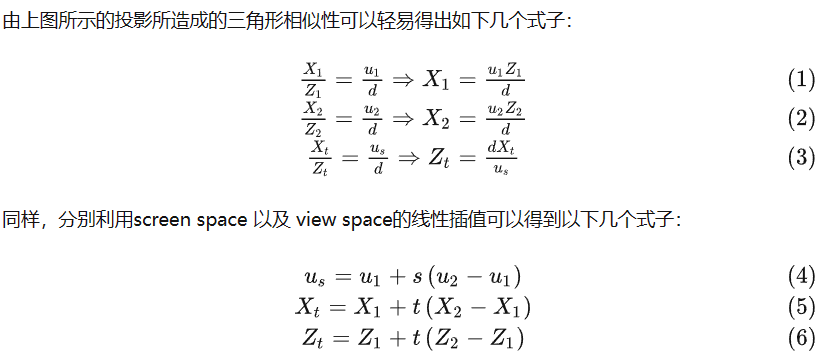 由上图所示的投影所造成的三角形相似性可以轻易得出如下几个式子：
\frac{X_1}{Z_1} = \frac{u_1}{d} \Rightarrow X_1 = \frac{u_1 Z_1}{d} (1)
\frac{X_2}{Z_2} = \frac{u_2}{d} \Rightarrow X_2 = \frac{u_2 Z_2}{d} (2)
\frac{X_t}{Z_t} = \frac{u_s}{d} \Rightarrow Z_t = \frac{dX_t}{u_s} (3)
同样，分别利用screen space 以及 view space的线性插值可以得到以下几个式子：
u_s = u_1 + s (u_2 − u_1) (4)
X_t = X_1 + t (X_2 − X_1) (5)
Z_t = Z_1 + t (Z_2 − Z_1) (6)